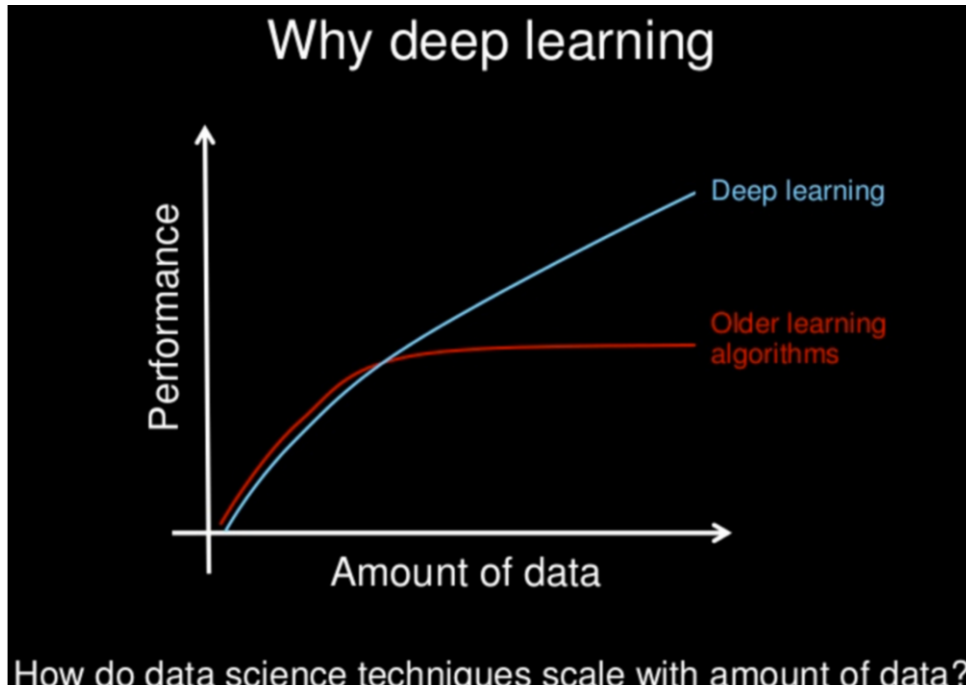 Why deep learning
Performance
Deep learning
Older learning
algorithms
Amount of data
How do data science techniques scale with amount of data?